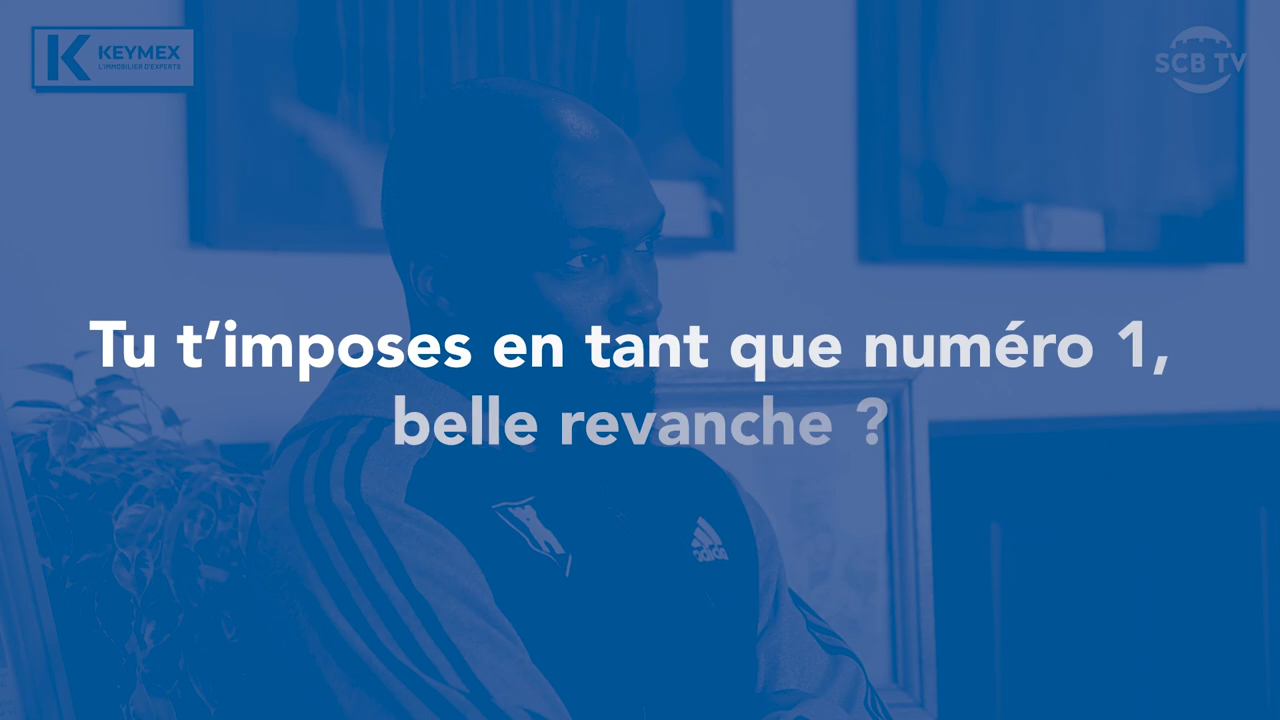 KEYMEX
L'IMMOBILIER D'EXPERTS
SCB TV
Tu t’imposes en tant que numéro 1,
belle revanche ?
adidas